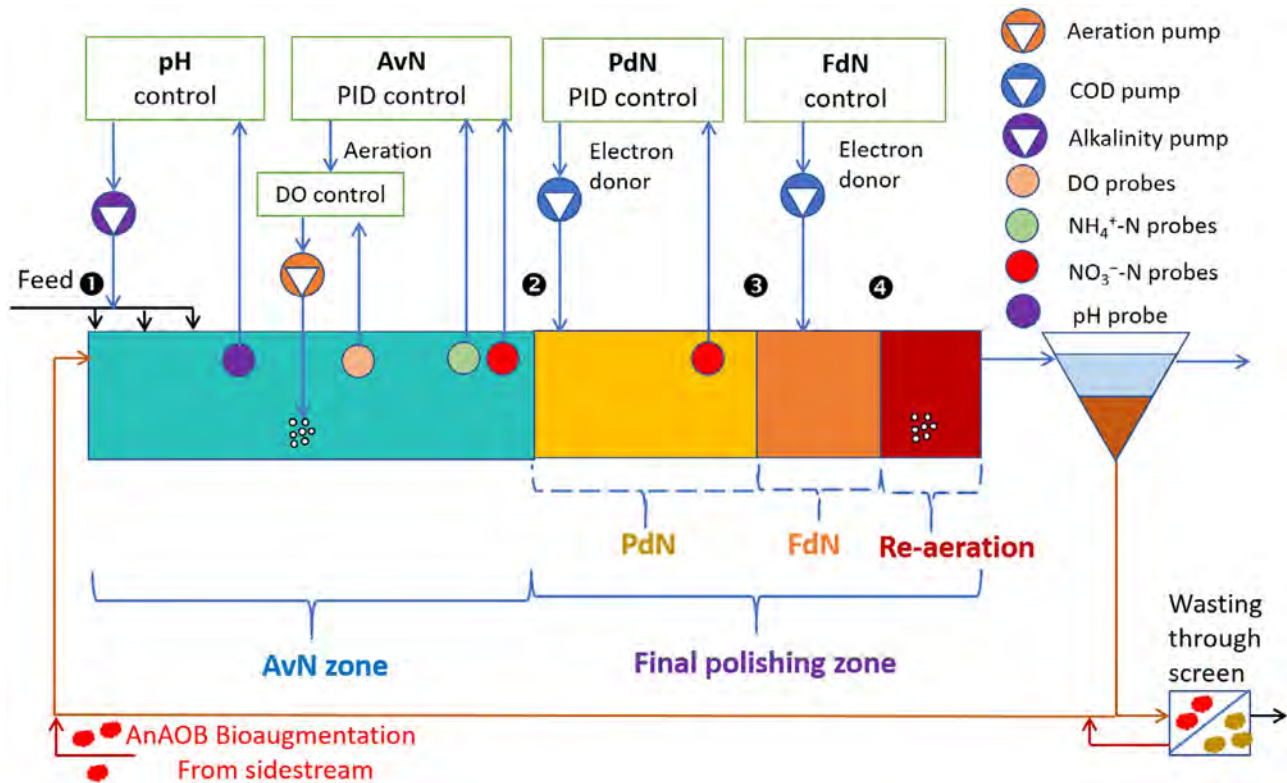 pH
control
AvN
PID control
PdN
PID control
FdN
control
Aeration
DO control
Electron
donor
Electron
donor
Feed ❶
❷
❸
❹
Aeration pump
COD pump
Alkalinity pump
DO probes
NH₄⁺-N probes
NO₃⁻-N probes
pH probe
PdN
FdN
Re-aeration
AvN zone
Final polishing zone
Wasting
through
screen
AnAOB Bioaugmentation
From sidestream